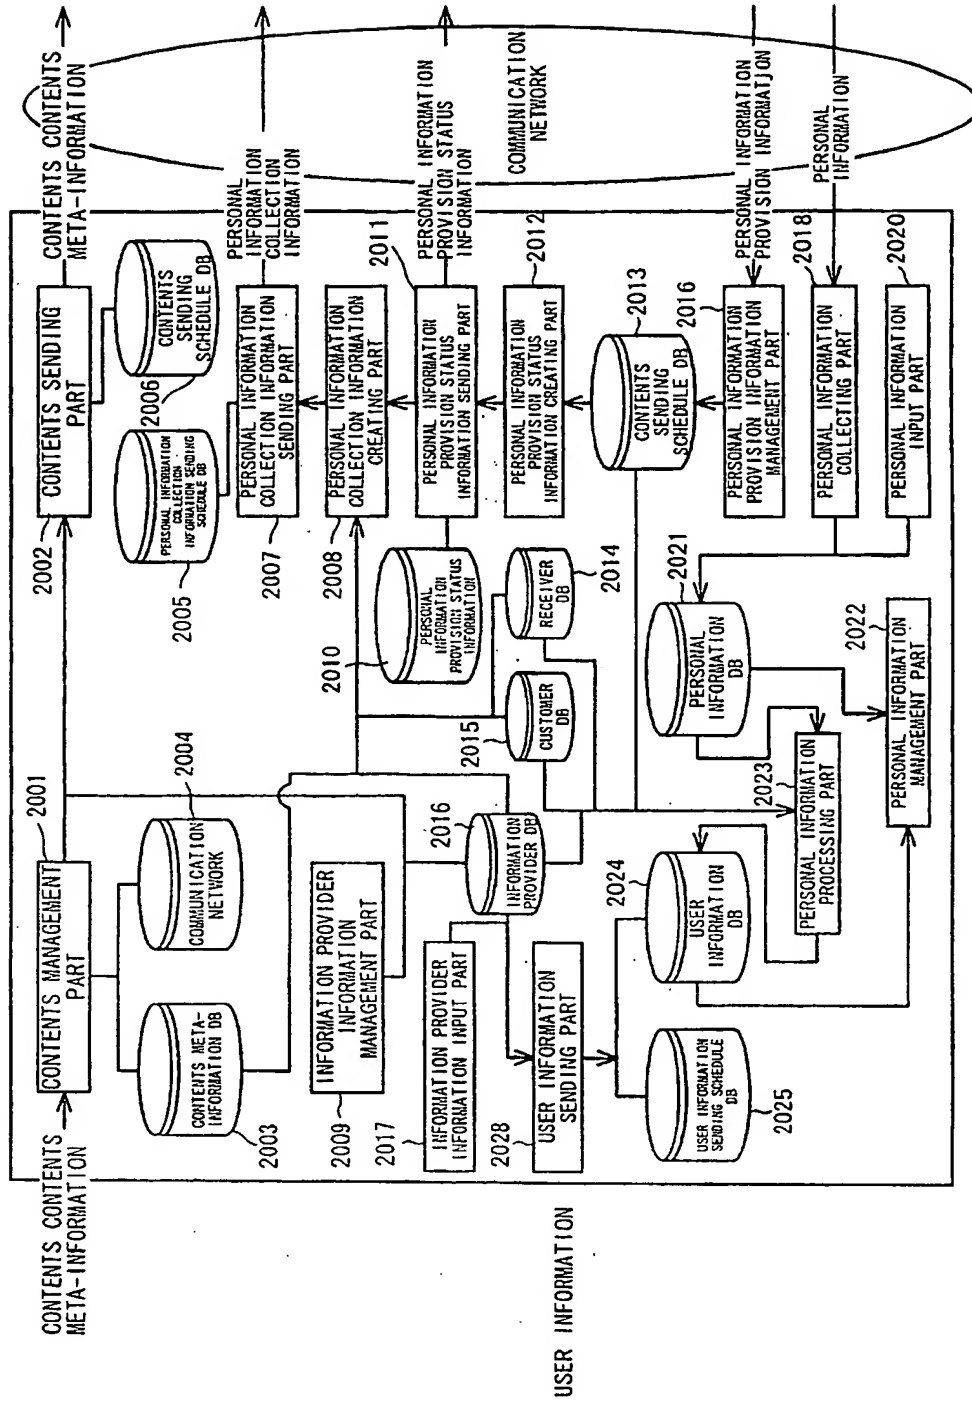 CONTENTS CONTENTS
META-INFORMATION
2001
CONTENTS MANAGEMENT
PART
2002
CONTENTS SENDING
PART
CONTENTS CONTENTS
META-INFORMATION
CONTENTS META-
INFORMATION DB
2003
COMMUNICATION
NETWORK
2004
PERSONAL INFORMATION
COLLECTION
INFORMATION SENDING
SCHEDULE DB
2005
2006
CONTENTS
SENDING
SCHEDULE DB
PERSONAL INFORMATION
COLLECTION INFORMATION
SENDING PART
2007
PERSONAL
INFORMATION
COLLECTION
INFORMATION
INFORMATION PROVIDER
INFORMATION
MANAGEMENT PART
2009
2008
PERSONAL INFORMATION
COLLECTION INFORMATION
CREATING PART
2010
PERSONAL
INFORMATION
PROVISION STATUS
INFORMATION
2011
PERSONAL INFORMATION
PROVISION STATUS
INFORMATION SENDING PART
PERSONAL INFORMATION
PROVISION STATUS
INFORMATION
2017
INFORMATION PROVIDER
INFORMATION INPUT PART
2016
INFORMATION
PROVIDER DB
2015
CUSTOMER
DB
RECEIVER
DB
2014
2012
PERSONAL INFORMATION
PROVISION STATUS
INFORMATION CREATING PART
COMMUNICATION
NETWORK
USER INFORMATION
2028
USER INFORMATION
SENDING PART
2013
CONTENTS
SENDING
SCHEDULE DB
2024
USER
INFORMATION
DB
2021
PERSONAL
INFORMATION
DB
2016
PERSONAL INFORMATION
PROVISION INFORMATION
MANAGEMENT PART
PERSONAL INFORMATION
PROVISION INFORMATION
USER INFORMATION
SENDING SCHEDULE
DB
2025
2023
PERSONAL INFORMATION
PROCESSING PART
2018
PERSONAL INFORMATION
COLLECTING PART
PERSONAL
INFORMATION
2022
PERSONAL INFORMATION
MANAGEMENT PART
2020
PERSONAL INFORMATION
INPUT PART